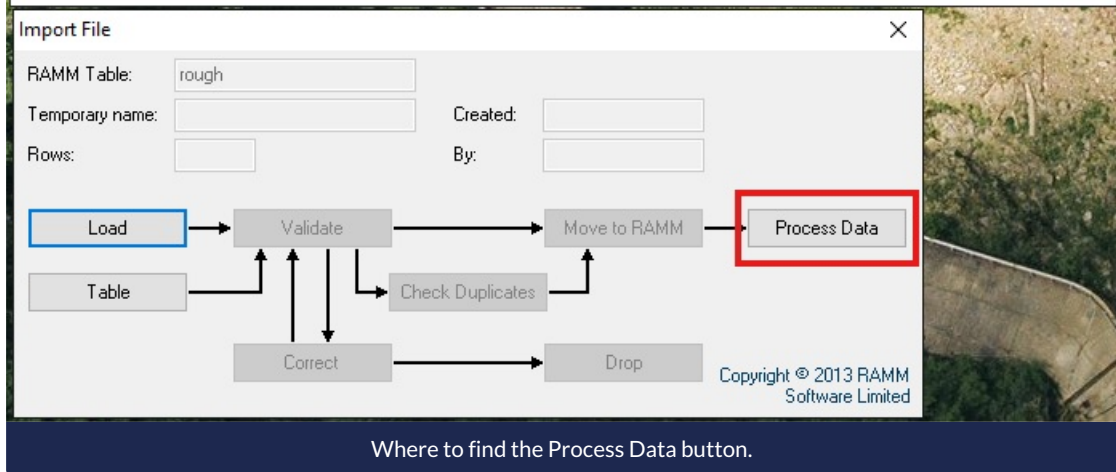 Import File
RAMM Table: rough
Temporary name: Created:
Rows: By:
Load Validate Move to RAMM Process Data
Table Check Duplicates
Correct Drop
Copyright © 2013 RAMM
Software Limited
Where to find the Process Data button.